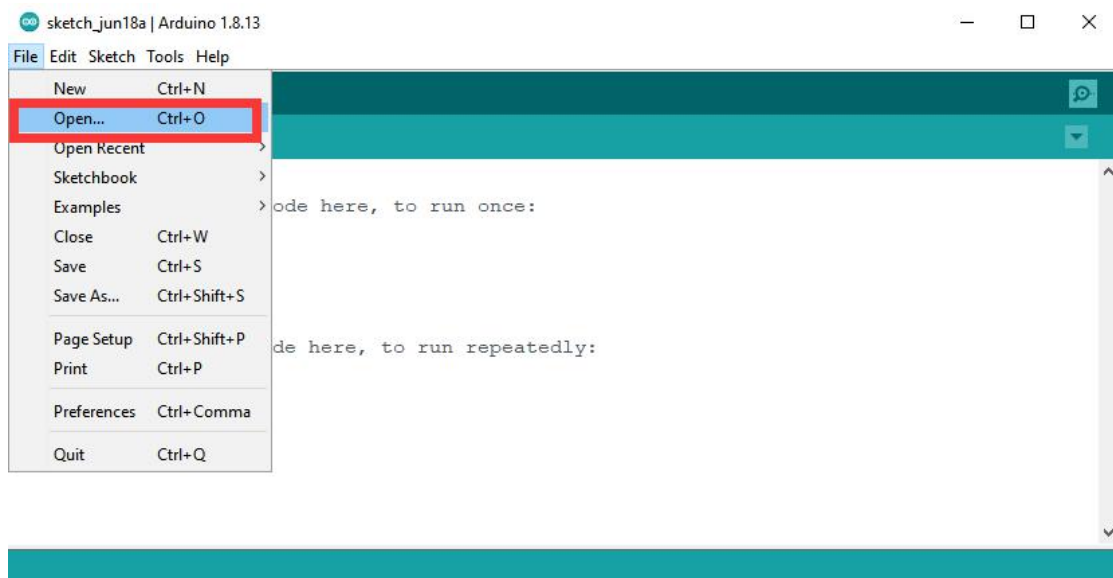 sketch_jun18a | Arduino 1.8.13
File Edit Sketch Tools Help
New Ctrl+N
Open... Ctrl+O
Open Recent
Sketchbook
Examples
ode here, to run once:
Close Ctrl+W
Save Ctrl+S
Save As... Ctrl+Shift+S
Page Setup Ctrl+Shift+P
de here, to run repeatedly:
Print Ctrl+P
Preferences Ctrl+Comma
Quit Ctrl+Q